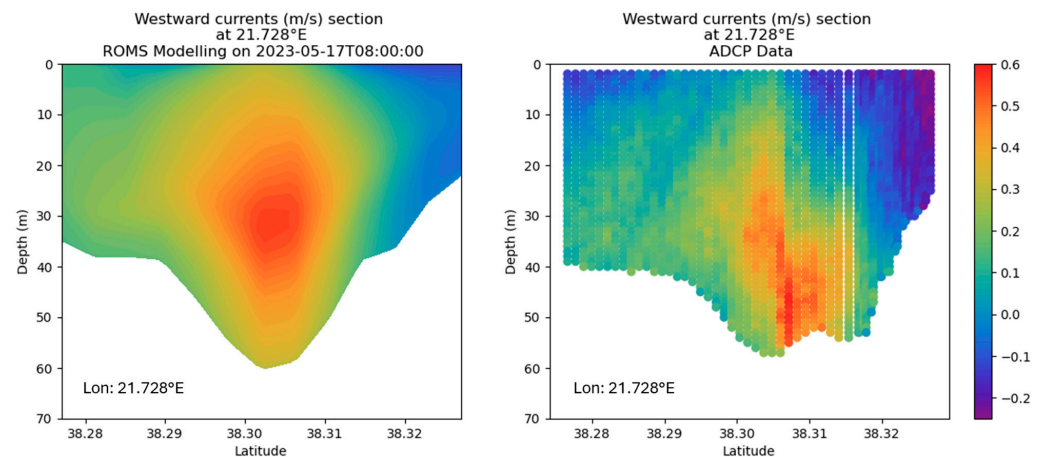 Westward currents (m/s) section
at 21.728°E
ROMS Modelling on 2023-05-17T08:00:00
0
10
20
30
40
50
60
70
Depth (m)
Lon: 21.728°E
38.28 38.29 38.30 38.31 38.32
Latitude
Westward currents (m/s) section
at 21.728°E
ADCP Data
0
10
20
30
40
50
60
70
Depth (m)
Lon: 21.728°E
38.28 38.29 38.30 38.31 38.32
Latitude
0.6
0.5
0.4
0.3
0.2
0.1
0.0
−0.1
−0.2